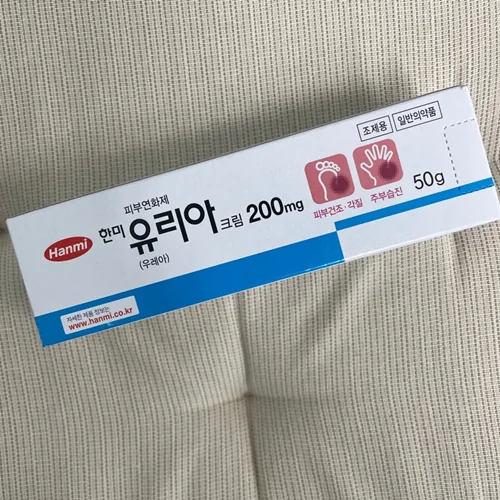 조제용 일반의약품
피부연화제
Hanmi 한미 유리아 크림 200mg
(우레아)
피부건조·각질 주부습진
50g
자세한 제품 정보는
www.hanmi.co.kr